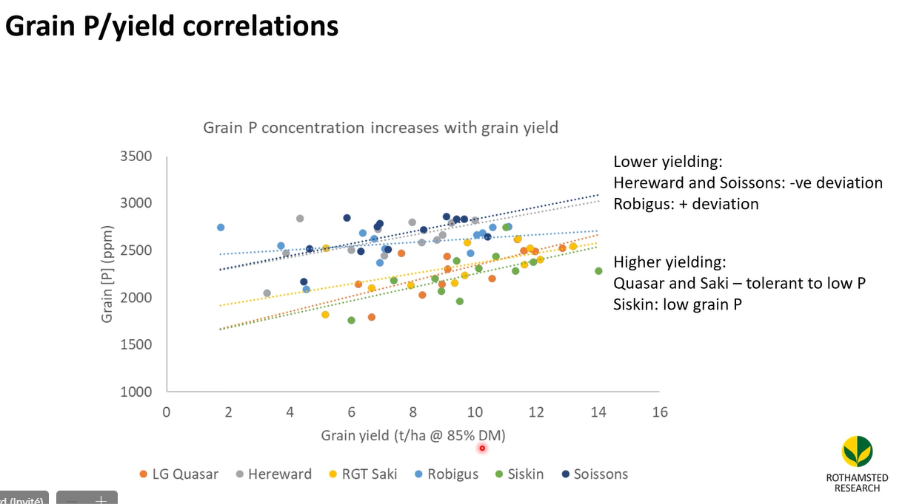 Grain P/yield correlations
Grain P concentration increases with grain yield
3500
3000
2500
2000
1500
1000
Grain [P] (ppm)
0 2 4 6 8 10 12 14 16
Grain yield (t/ha @ 85% DM)
LG Quasar Hereward RGT Saki Robigus Siskin Soissons
Lower yielding:
Hereward and Soissons: -ve deviation
Robigus: + deviation
Higher yielding:
Quasar and Saki – tolerant to low P
Siskin: low grain P
ROTHAMSTED
RESEARCH
rd (Invité)